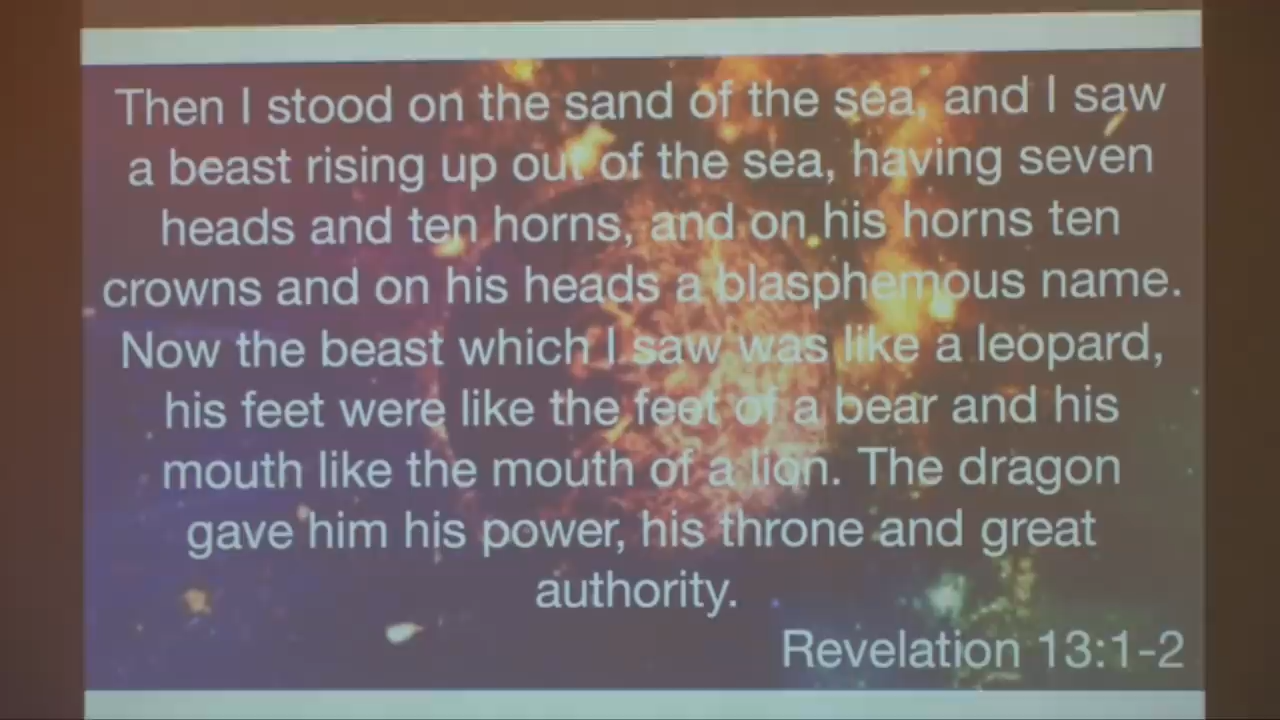 Then I stood on the sand of the sea, and I saw
a beast rising up out of the sea, having seven
heads and ten horns, and on his horns ten
crowns and on his heads a blasphemous name.
Now the beast which I saw was like a leopard,
his feet were like the feet of a bear and his
mouth like the mouth of a lion. The dragon
gave him his power, his throne and great
authority.
Revelation 13:1-2